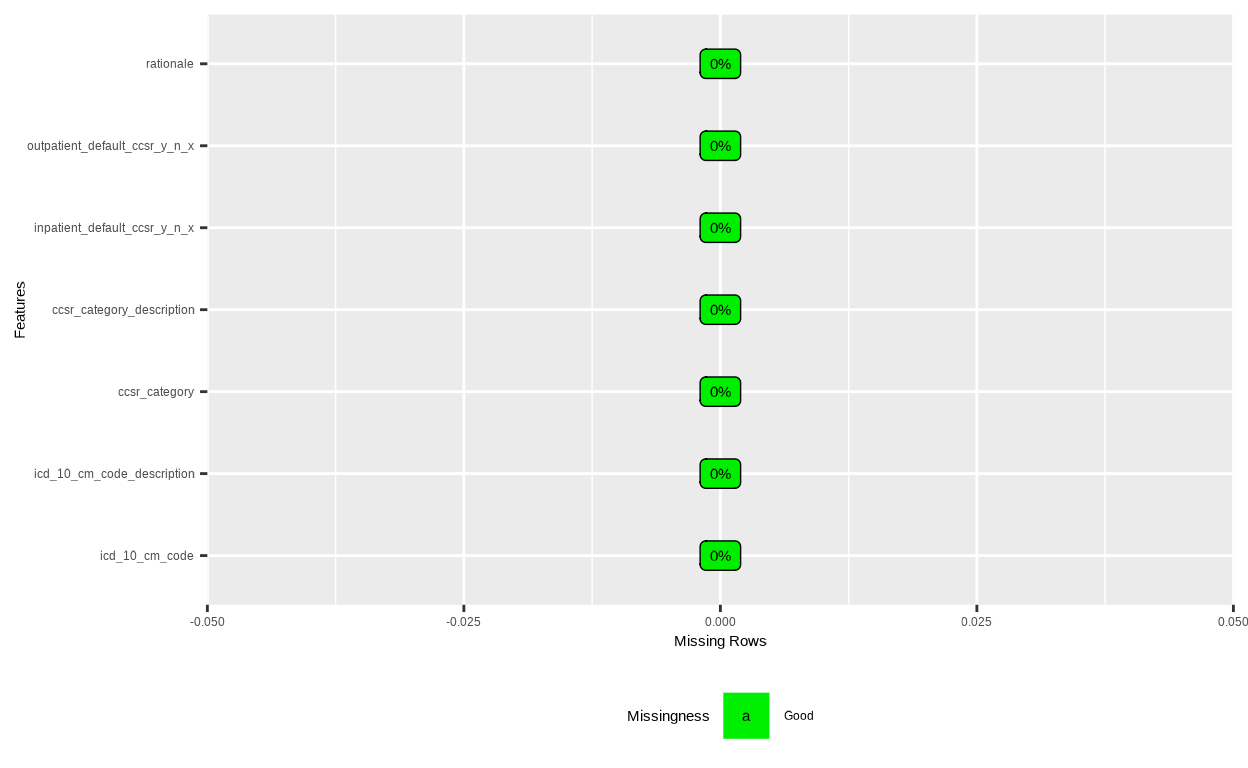 rationale
0%
outpatient_default_ccsr_y_n_x
0%
inpatient_default_ccsr_y_n_x
0%
ccsr_category_description
0%
ccsr_category
0%
icd_10_cm_code_description
0%
icd_10_cm_code
0%
Features
-0.050
-0.025
0.000
0.025
0.050
Missing Rows
Missingness
a
Good